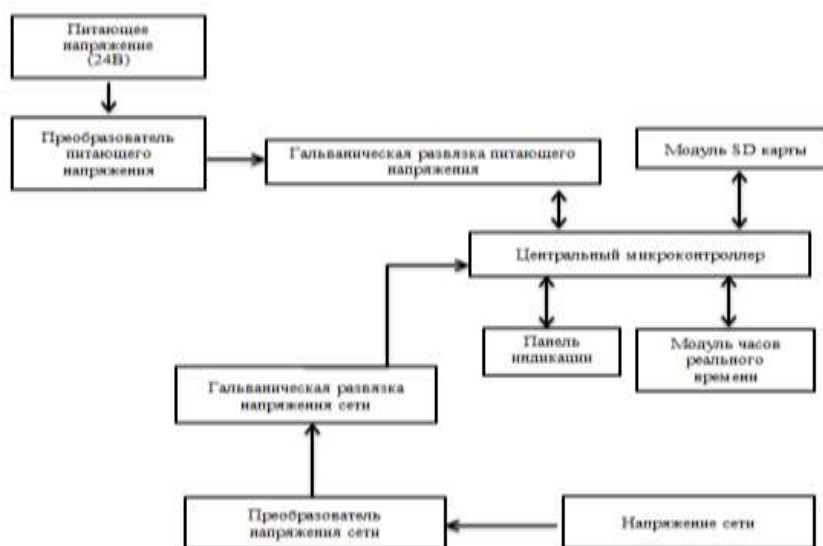 Питающее
напряжение
(24В)
Преобразователь
питающего
напряжения
Гальваническая развязка питающего
напряжения
Модуль SD карты
Центральный микроконтроллер
Панель
индикации
Модуль часов
реального
времени
Гальваническая развязка
напряжения сети
Преобразователь
напряжения сети
Напряжение сети